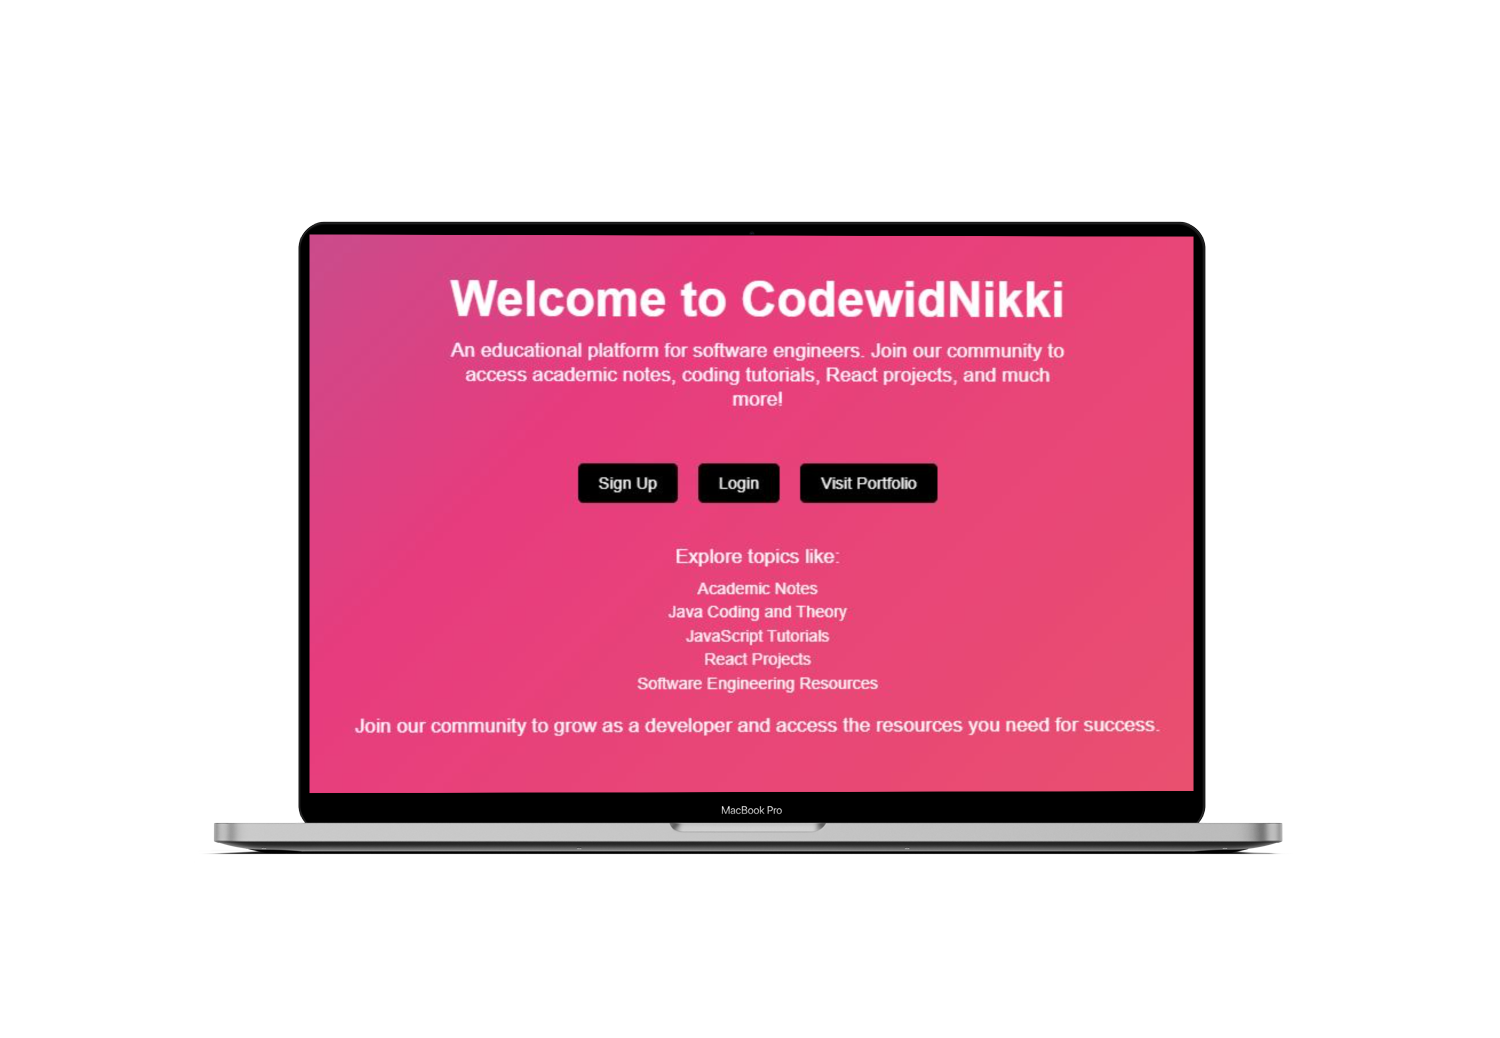 Welcome to CodewidNikki
An educational platform for software engineers. Join our community to
access academic notes, coding tutorials, React projects, and much
more!
Sign Up Login Visit Portfolio
Explore topics like:
Academic Notes
Java Coding and Theory
JavaScript Tutorials
React Projects
Software Engineering Resources
Join our community to grow as a developer and access the resources you need for success.
MacBook Pro